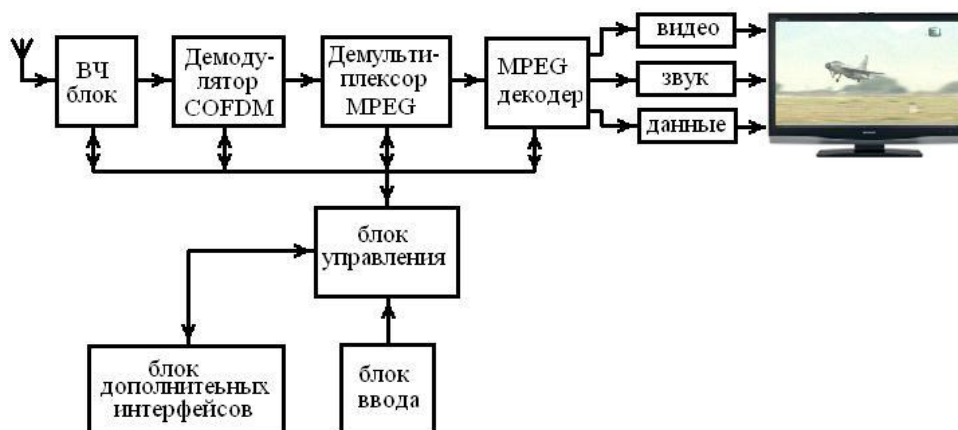 ВЧ
блок
Демоду-
лятор
COFDM
Демульти-
плексор
MPEG
MPEG
декодер
видео
звук
данные
блок
управления
блок
дополнитеьных
интерфейсов
блок
ввода